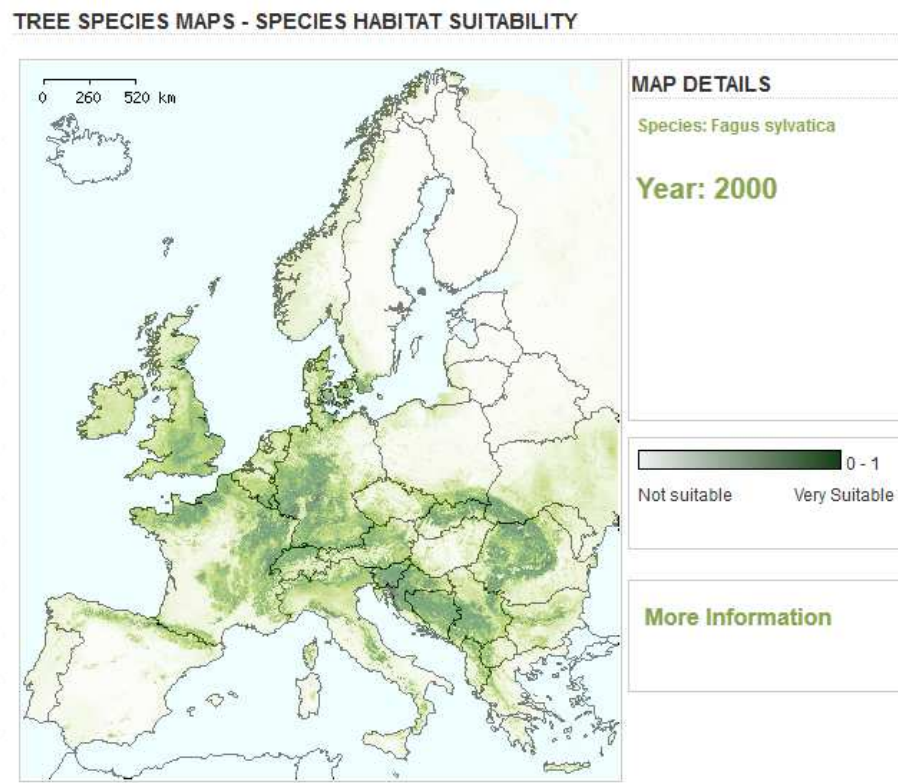 TREE SPECIES MAPS - SPECIES HABITAT SUITABILITY
0 260 520 km
MAP DETAILS
Species: Fagus sylvatica
Year: 2000
0 - 1
Not suitable Very Suitable
More Information